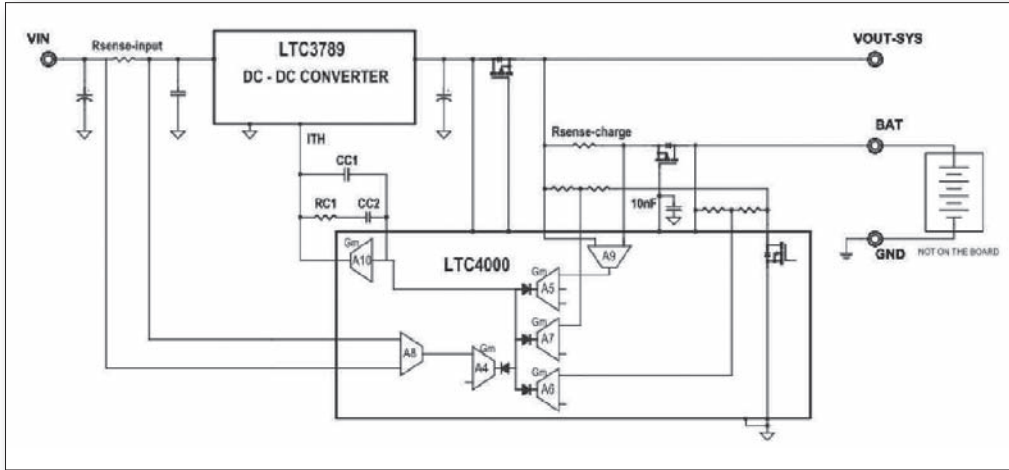 VIN
Rsense-input
LTC3789
DC - DC CONVERTER
VOUT-SYS
ITH
Rsense-charge
BAT
CC1
RC1
CC2
10nF
GND
NOT ON THE BOARD
Gm
A10
LTC4000
A9
Gm
A5
Gm
A7
A8
Gm
A4
Gm
A6